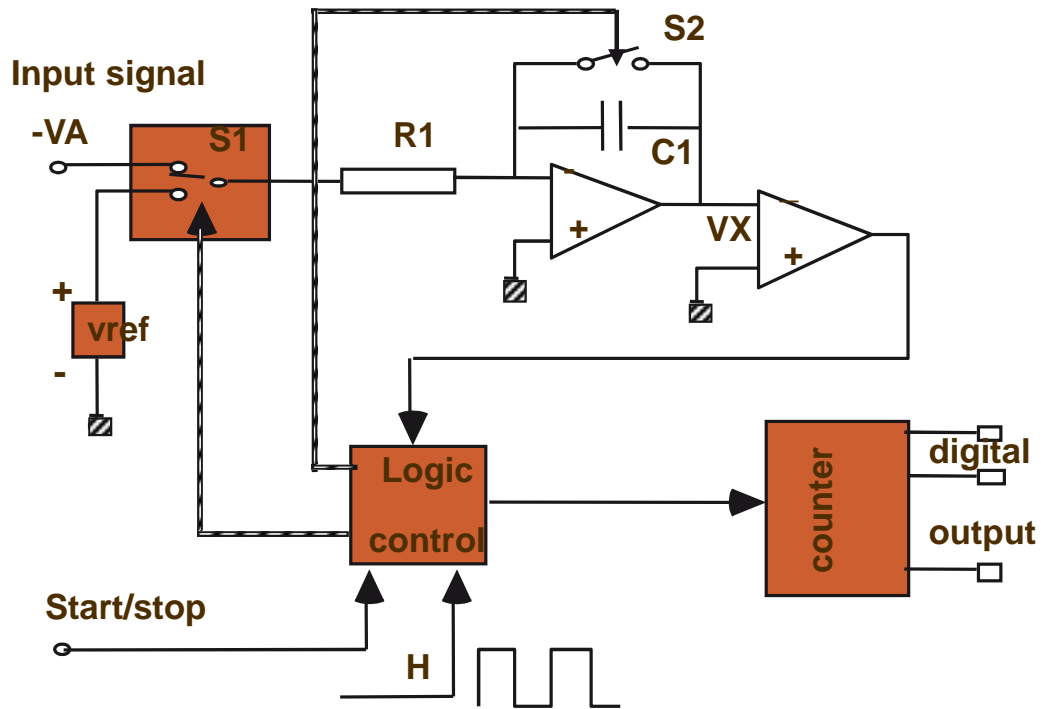 S2
Input signal
-VA
S1
R1
C1
-
+
VX
–
+
+
vref
-
Logic
control
counter
digital
output
Start/stop
H